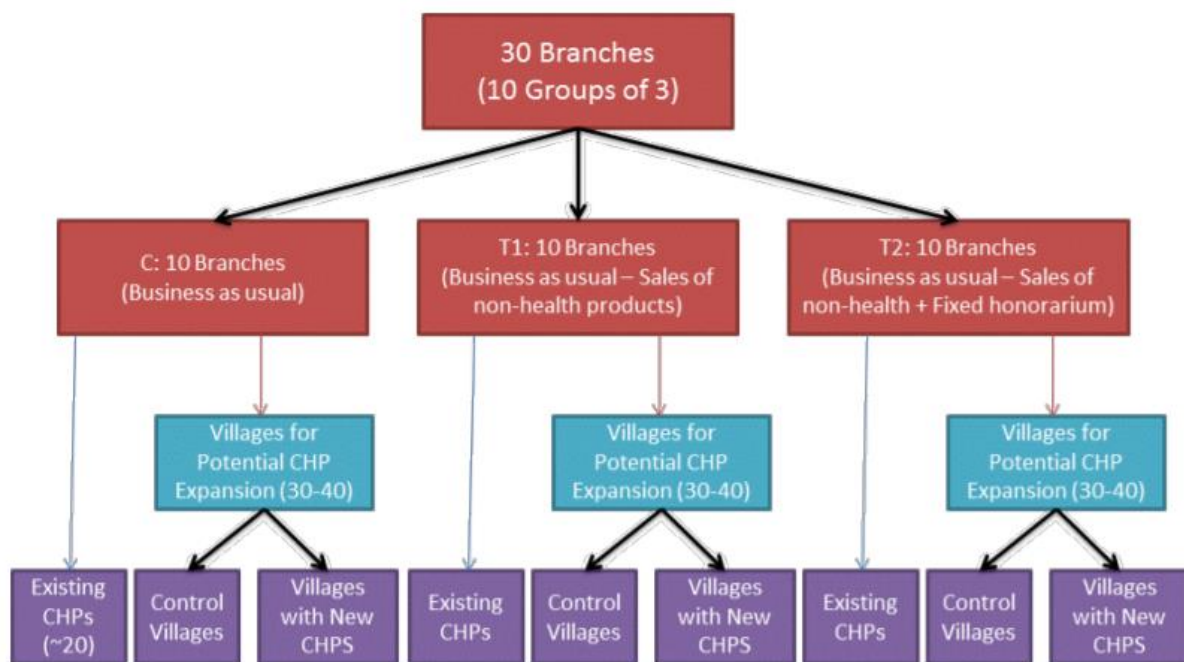 30 Branches
(10 Groups of 3)
C: 10 Branches
(Business as usual)
T1: 10 Branches
(Business as usual – Sales of
non-health products)
T2: 10 Branches
(Business as usual – Sales of
non-health + Fixed honorarium)
Villages for
Potential CHP
Expansion (30-40)
Villages for
Potential CHP
Expansion (30-40)
Villages for
Potential CHP
Expansion (30-40)
Existing
CHPs
(~20)
Control
Villages
Villages
with New
CHPS
Existing
CHPs
Control
Villages
Villages
with New
CHPS
Existing
CHPs
Control
Villages
Villages
with New
CHPS